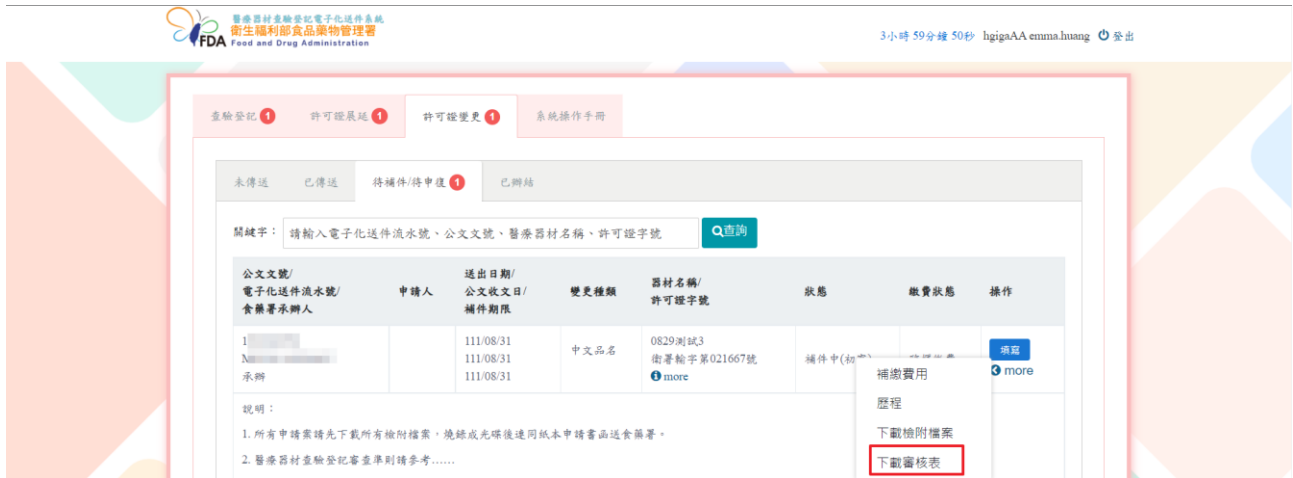 醫療器材查驗登記電子化送件系統
衛生福利部食品藥物管理署
FDA Food and Drug Administration
3小時 59分鐘 50秒 hgigaAA emma.huang 登出
查驗登記 1 許可證展延 1 許可證變更 1 系統操作手冊
未傳送 已傳送 待補件/待申復 1 已辦結
關鍵字： 請輸入電子化送件流水號、公文文號、醫療器材名稱、許可證字號 查詢
公文文號/
電子化送件流水號/
食藥署承辦人
申請人
送出日期/
公文收文日/
補件期限
變更種類
器材名稱/
許可證字號
狀態
繳費狀態
操作
1
承辦
111/08/31
111/08/31
111/08/31
中文品名
0829測試3
衛署輸字第021667號
more
補件中(初審)
填寫
more
補繳費用
歷程
下載檢附檔案
下載審核表
說明：
1. 所有申請案請先下載所有檢附檔案，燒錄成光碟後連同紙本申請書函送食藥署。
2. 醫療器材查驗登記審查準則請參考……